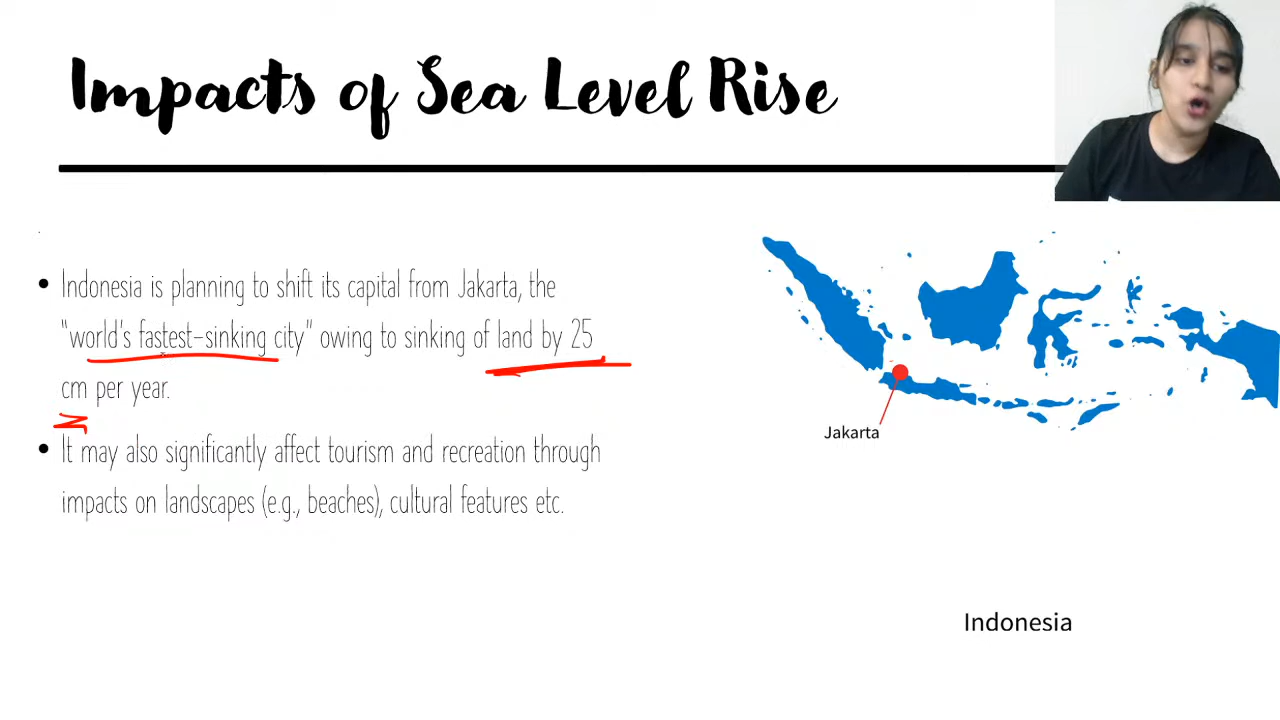 Impacts of Sea Level Rise
• Indonesia is planning to shift its capital from Jakarta, the
“world’s fastest-sinking city” owing to sinking of land by 25
cm per year.
• It may also significantly affect tourism and recreation through
impacts on landscapes (e.g., beaches), cultural features etc.
Jakarta
Indonesia